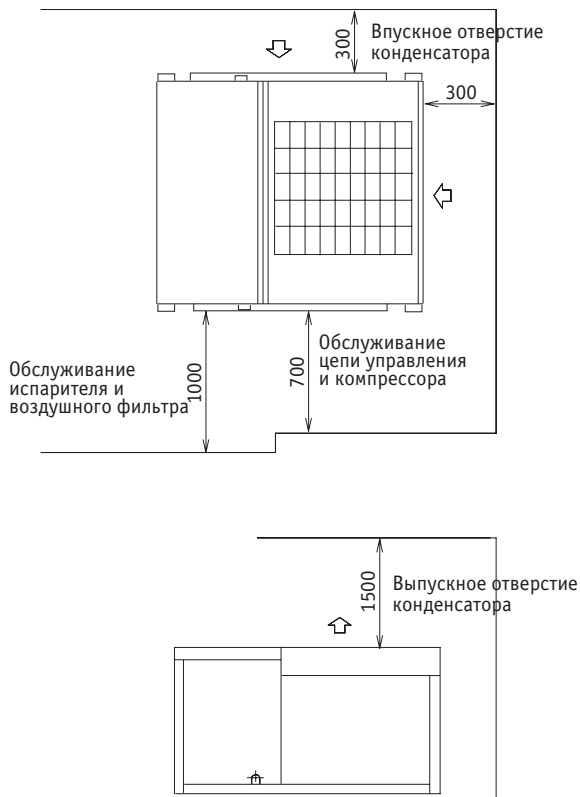 300
Впускное отверстие
конденсатора
300
Обслуживание
испарителя и
воздушного фильтра
1000
700
Обслуживание
цепи управления
и компрессора
1500
Выпускное отверстие
конденсатора